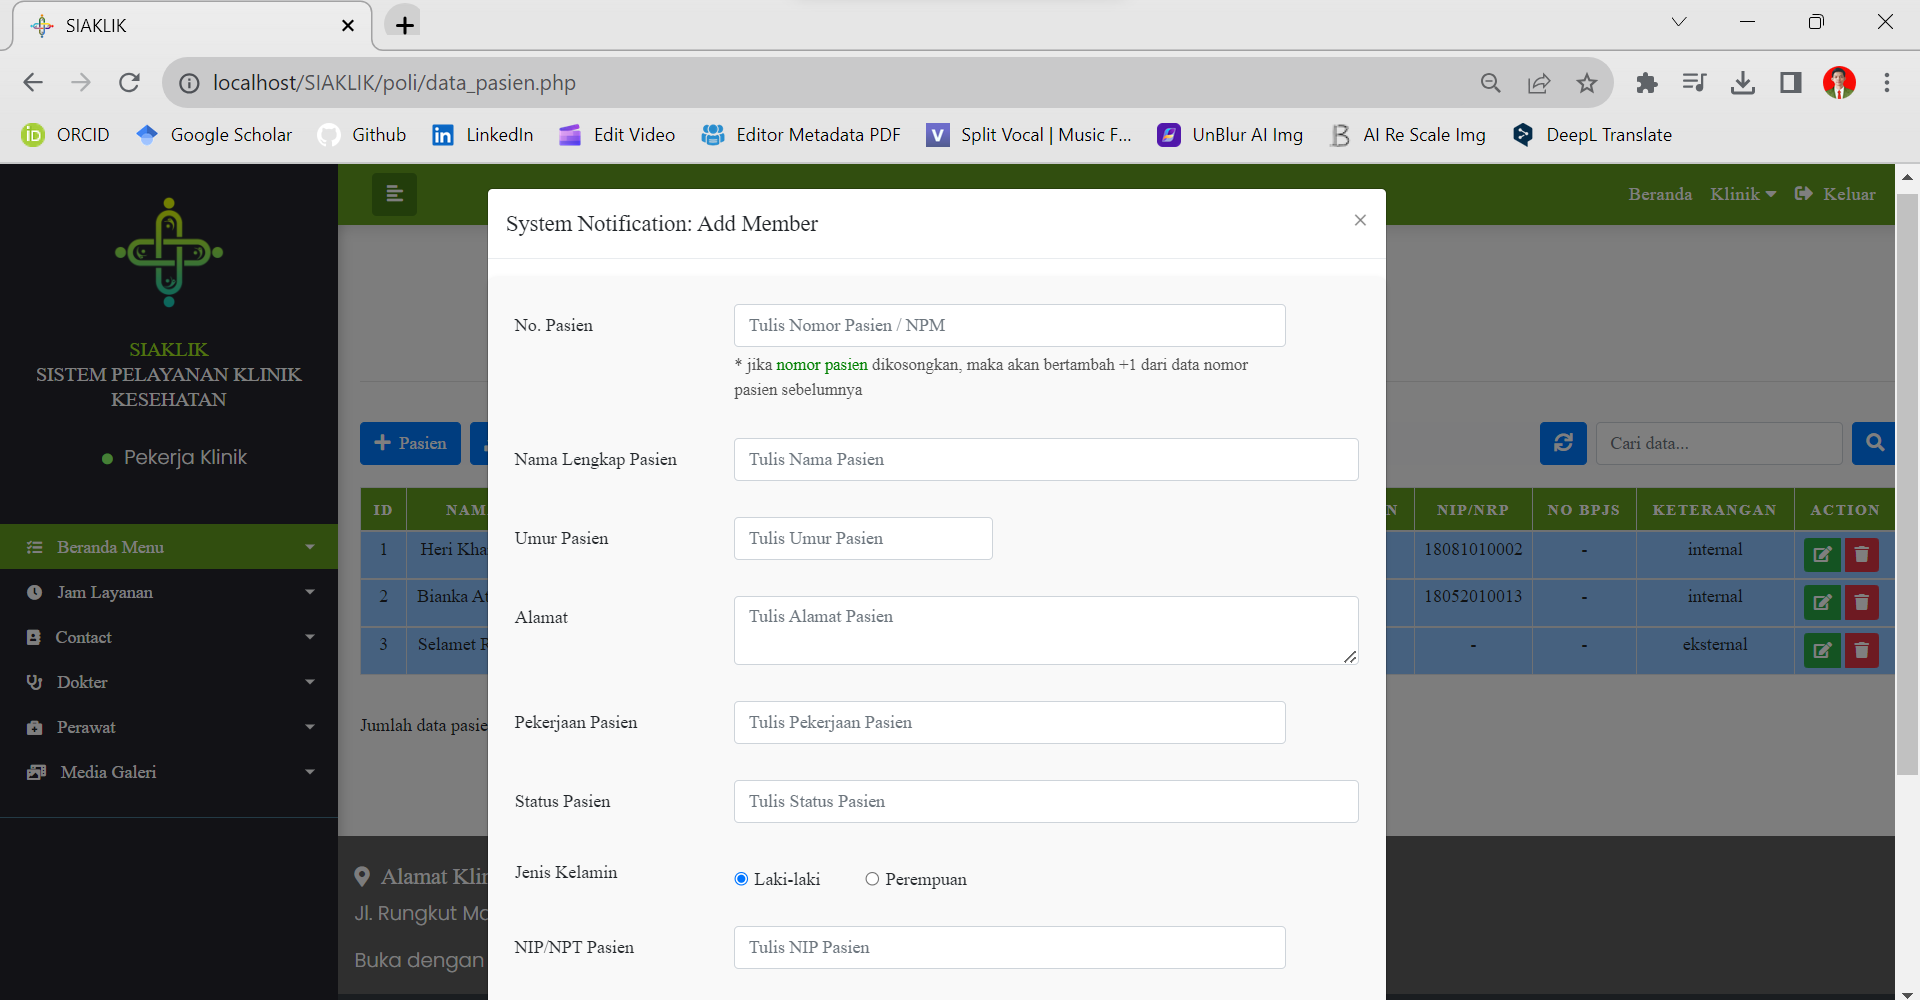 SIAKLIK
localhost/SIAKLIK/poli/data_pasien.php
ORCID
Google Scholar
Github
LinkedIn
Edit Video
Editor Metadata PDF
Split Vocal | Music F...
UnBlur AI Img
AI Re Scale Img
DeepL Translate
Beranda
Klinik
Keluar
SIAKLIK
SISTEM PELAYANAN KLINIK
KESEHATAN
Pekerja Klinik
Beranda Menu
Jam Layanan
Contact
Dokter
Perawat
Media Galeri
System Notification: Add Member
×
No. Pasien
Tulis Nomor Pasien / NPM
* jika nomor pasien dikosongkan, maka akan bertambah +1 dari data nomor
pasien sebelumnya
Nama Lengkap Pasien
Tulis Nama Pasien
Umur Pasien
Tulis Umur Pasien
Alamat
Tulis Alamat Pasien
Pekerjaan Pasien
Tulis Pekerjaan Pasien
Status Pasien
Tulis Status Pasien
Jenis Kelamin
Laki-laki
Perempuan
NIP/NPT Pasien
Tulis NIP Pasien
Pasien
Cari data...
ID NAM N NIP/NRP NO BPJS KETERANGAN ACTION
1 Heri Kha 18081010002 - internal
2 Bianka 18052010013 - internal
3 Selamet - - eksternal
Jumlah data pasie
Alamat Klin
Jl. Rungkut
Buka dengan